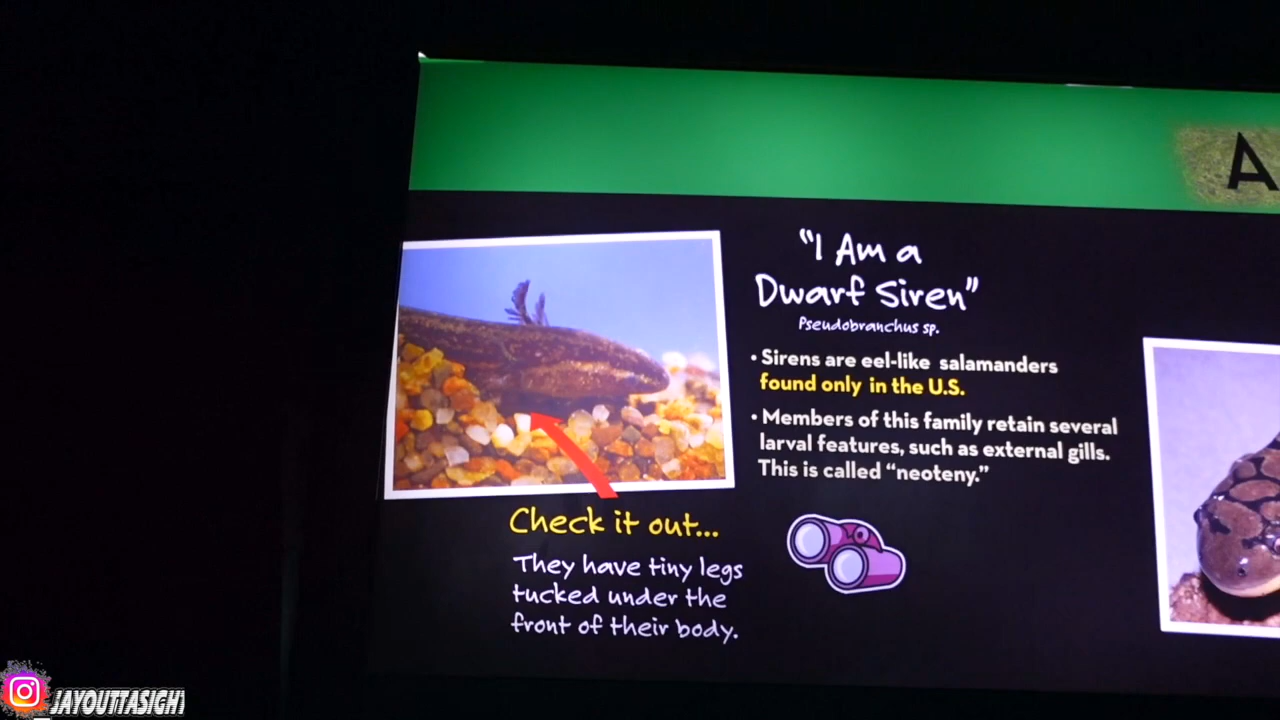 A
"I Am a
Dwarf Siren"
Pseudobranchus sp.
• Sirens are eel-like salamanders
found only in the U.S.
• Members of this family retain several
larval features, such as external gills.
This is called "neoteny."
Check it out...
They have tiny legs
tucked under the
front of their body.
JAYOUTTASIGHT